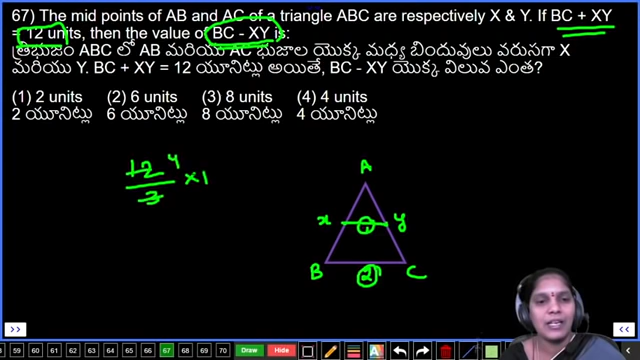 67) The mid points of AB and AC of a triangle ABC are respectively X & Y. If BC + XY
= 12 units, then the value of BC - XY is:
త్రిభుజం ABC లో AB మరియు AC భుజాల యొక్క మధ్య బిందువులు వరుసగా X
మరియు Y. BC + XY = 12 యూనిట్లు అయితే, BC - XY యొక్క విలువ ఎంత?
(1) 2 units (2) 6 units (3) 8 units (4) 4 units
2 యూనిట్లు 6 యూనిట్లు 8 యూనిట్లు 4 యూనిట్లు
12 4
3 × 1
A
x 1 y
B 2 C
>> 59 60 61 62 63 64 65 66 67 68 69 70 Draw Hide >>